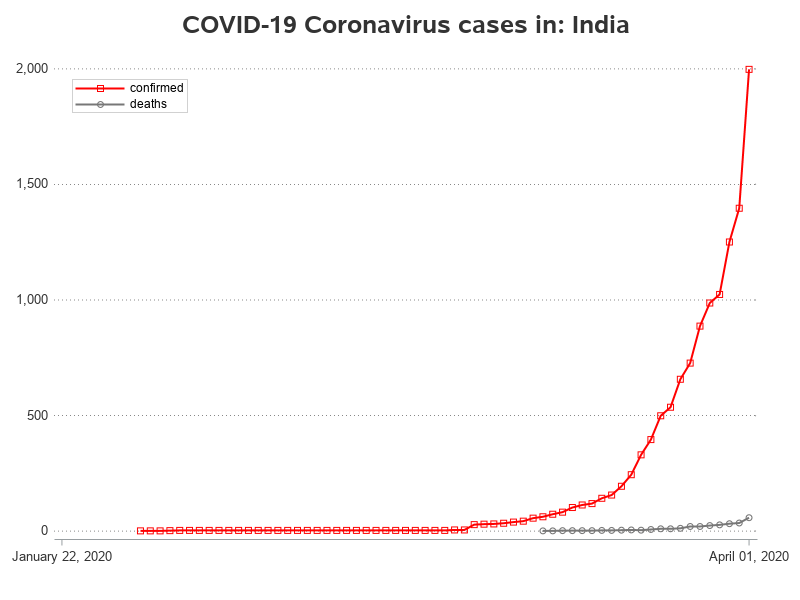 COVID-19 Coronavirus cases in: India
2,000
confirmed
deaths
1,500
1,000
500
0
January 22, 2020 April 01, 2020